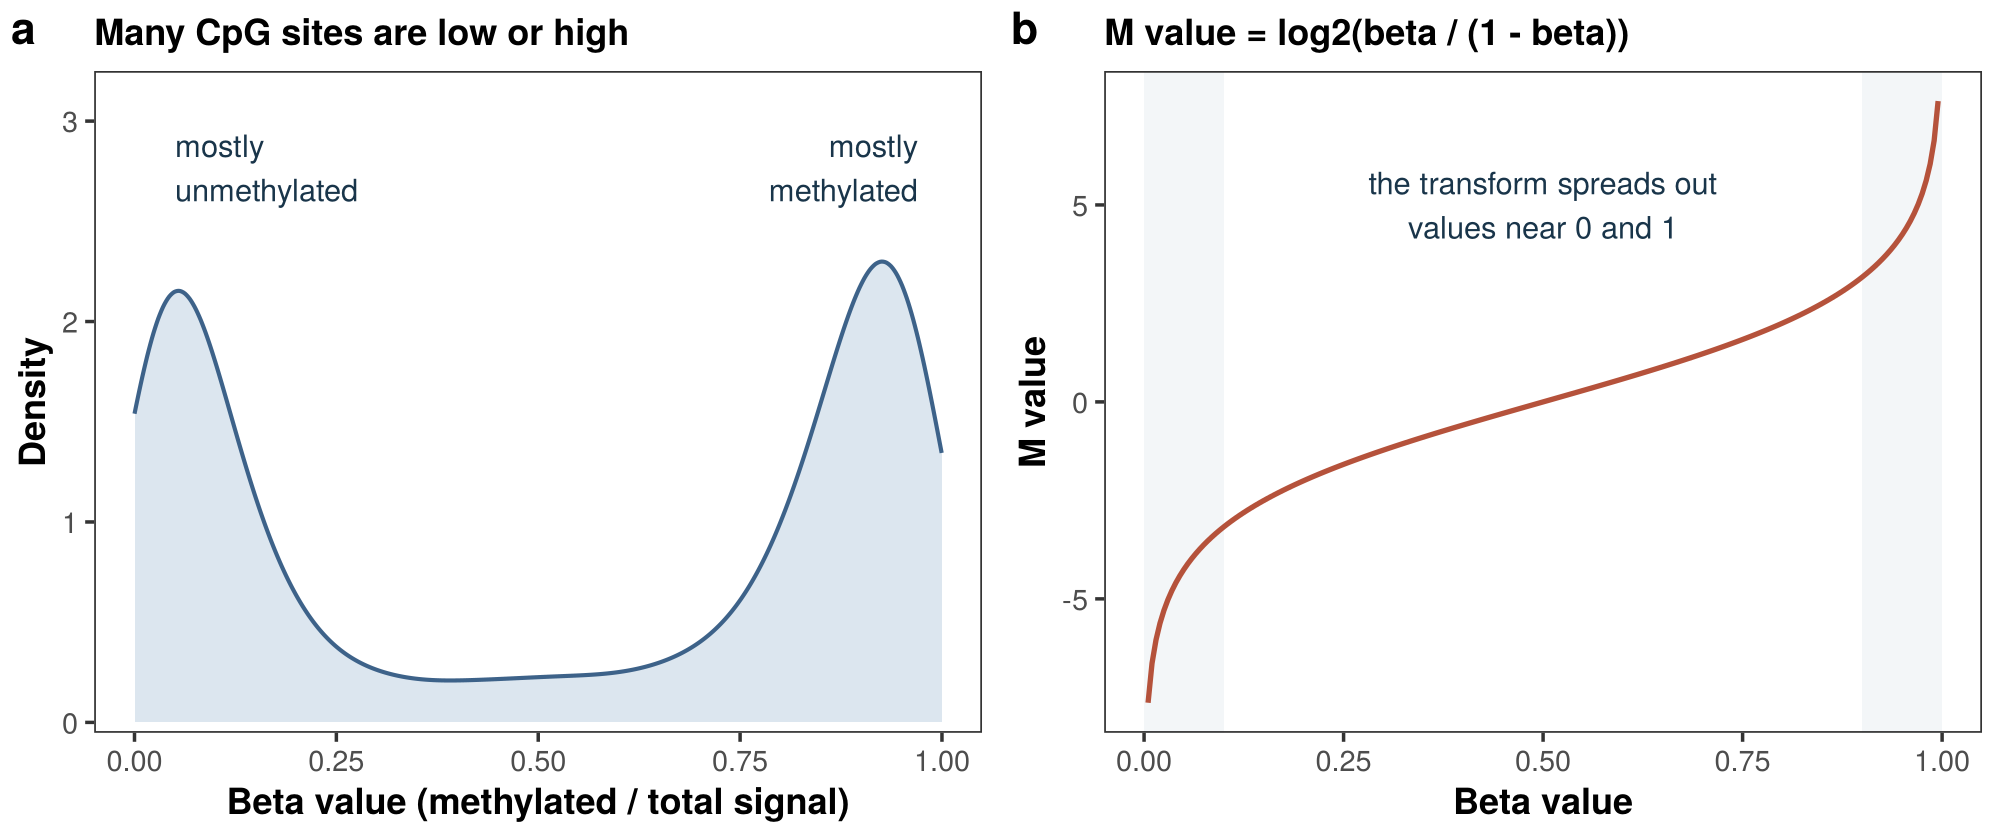 a
Many CpG sites are low or high
mostly
unmethylated
mostly
methylated
3
2
1
0
Density
0.00
0.25
0.50
0.75
1.00
Beta value (methylated / total signal)
b
M value = log2(beta / (1 - beta))
the transform spreads out
values near 0 and 1
5
0
-5
M value
0.00
0.25
0.50
0.75
1.00
Beta value